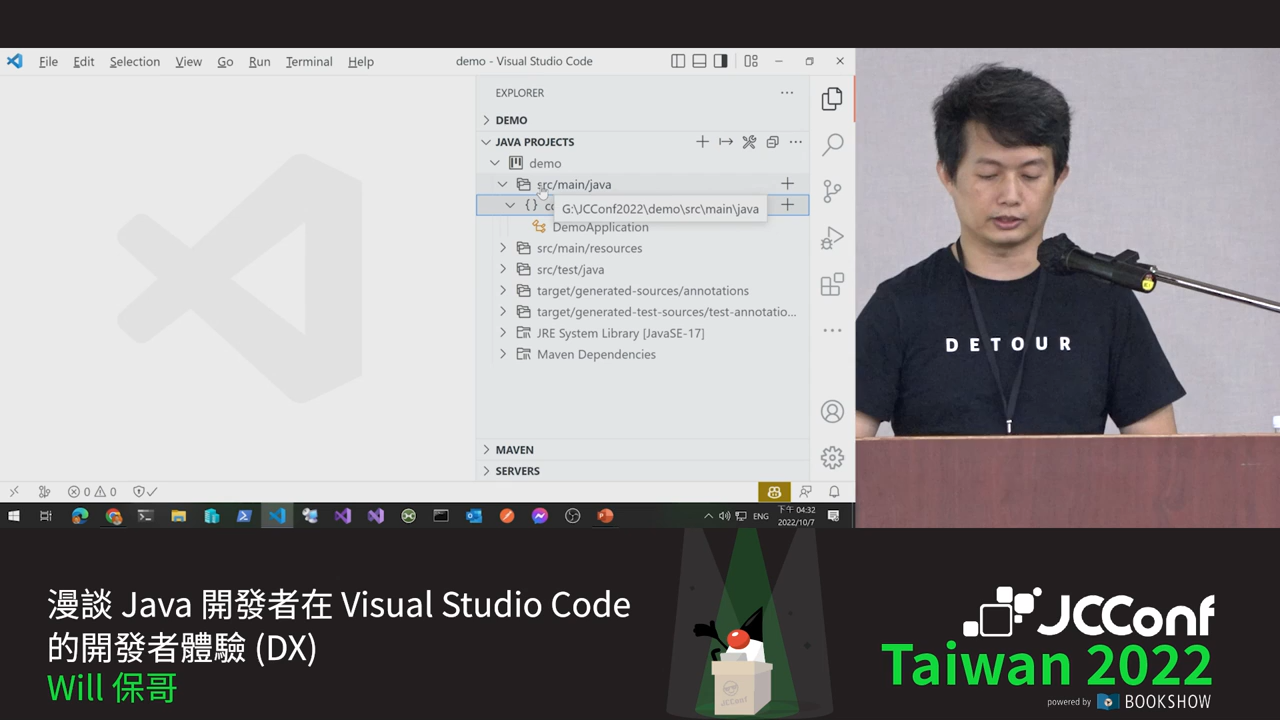 File Edit Selection View Go Run Terminal Help
demo - Visual Studio Code
EXPLORER
DEMO
JAVA PROJECTS
demo
src/main/java
G:\JCConf2022\demo\src\main\java
DemoApplication
src/main/resources
src/test/java
target/generated-sources/annotations
target/generated-test-sources/test-annotatio...
JRE System Library [JavaSE-17]
Maven Dependencies
MAVEN
SERVERS
0 0
ENG
下午 04:32
2022/10/7
DETOUR
漫談 Java 開發者在 Visual Studio Code
的開發者體驗 (DX)
Will 保哥
JCConf
JCConf
Taiwan 2022
powered by BOOKSHOW